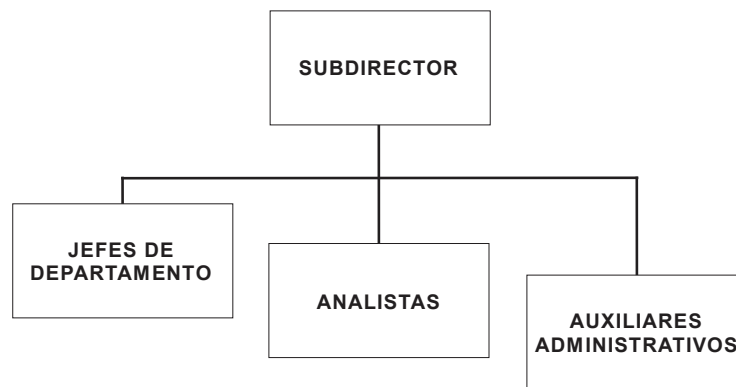 SUBDIRECTOR
JEFES DE
DEPARTAMENTO
ANALISTAS
AUXILIARES
ADMINISTRATIVOS